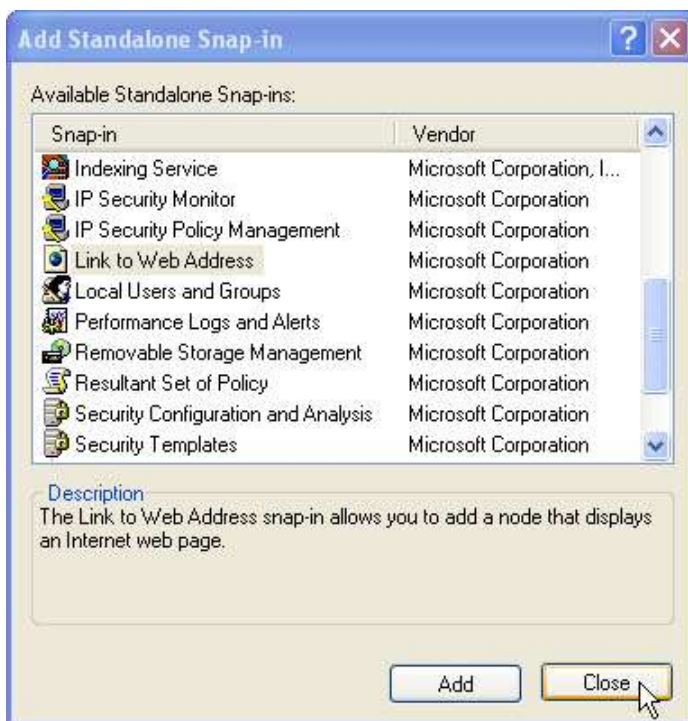 Add Standalone Snap-in
Available Standalone Snap-ins:
Snap-in Vendor
Indexing Service Microsoft Corporation, I...
IP Security Monitor Microsoft Corporation
IP Security Policy Management Microsoft Corporation
Link to Web Address Microsoft Corporation
Local Users and Groups Microsoft Corporation
Performance Logs and Alerts Microsoft Corporation
Removable Storage Management Microsoft Corporation
Resultant Set of Policy Microsoft Corporation
Security Configuration and Analysis Microsoft Corporation
Security Templates Microsoft Corporation
Description
The Link to Web Address snap-in allows you to add a node that displays
an Internet web page.
Add Close